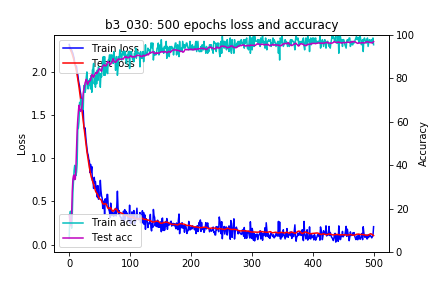 b3_030: 500 epochs loss and accuracy
Train loss
Test loss
Train acc
Test acc
Loss
Accuracy
0.0
0.5
1.0
1.5
2.0
0
20
40
60
80
100
0
100
200
300
400
500